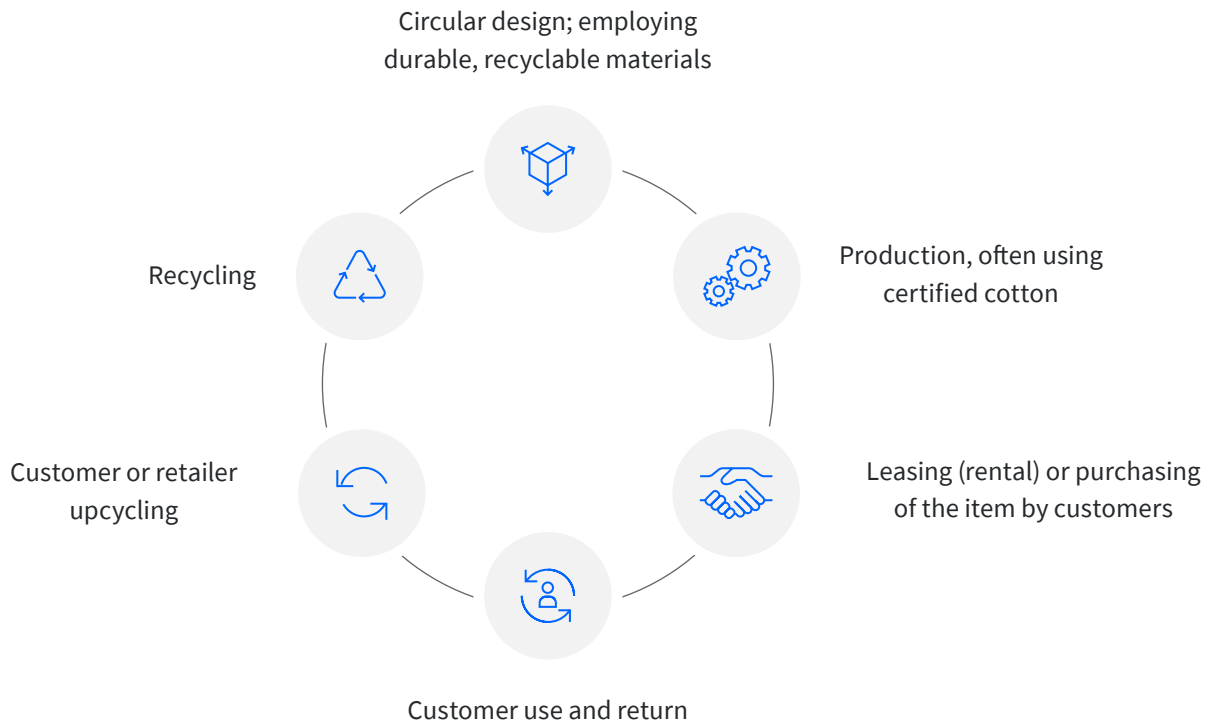 Circular design; employing
durable, recyclable materials
Production, often using
certified cotton
Leasing (rental) or purchasing
of the item by customers
Customer use and return
Customer or retailer
upcycling
Recycling